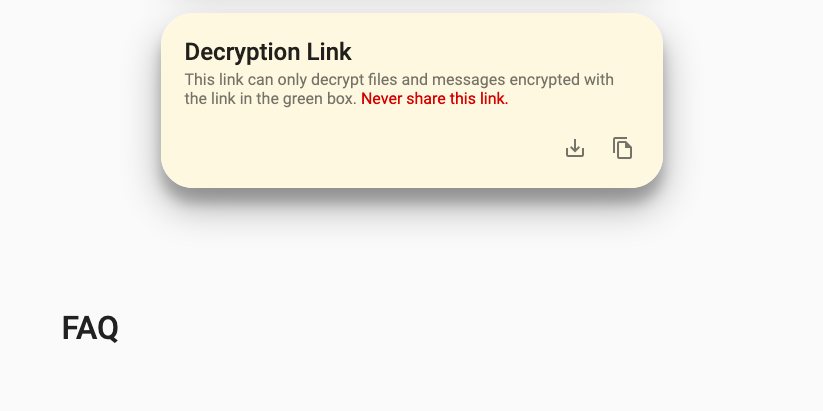 Decryption Link
This link can only decrypt files and messages encrypted with
the link in the green box. Never share this link.
FAQ